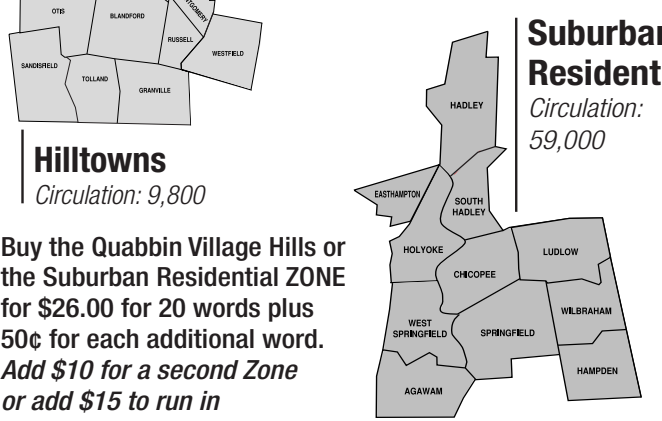 OTIS
BLANDFORD
RUSSELL
WESTFIELD
SANDISFIELD
TOLLAND
GRANVILLE
Hilltowns
Circulation: 9,800
Buy the Quabbin Village Hills or
the Suburban Residential ZONE
for $26.00 for 20 words plus
50¢ for each additional word.
Add $10 for a second Zone
or add $15 to run in
Suburban
Resident
Circulation:
59,000
HADLEY
EASTHAMPTON
SOUTH
HADLEY
HOLYOKE
LUDLOW
CHICOPEE
WEST
SPRINGFIELD
SPRINGFIELD
WILBRAHAM
HAMPDEN
AGAWAM